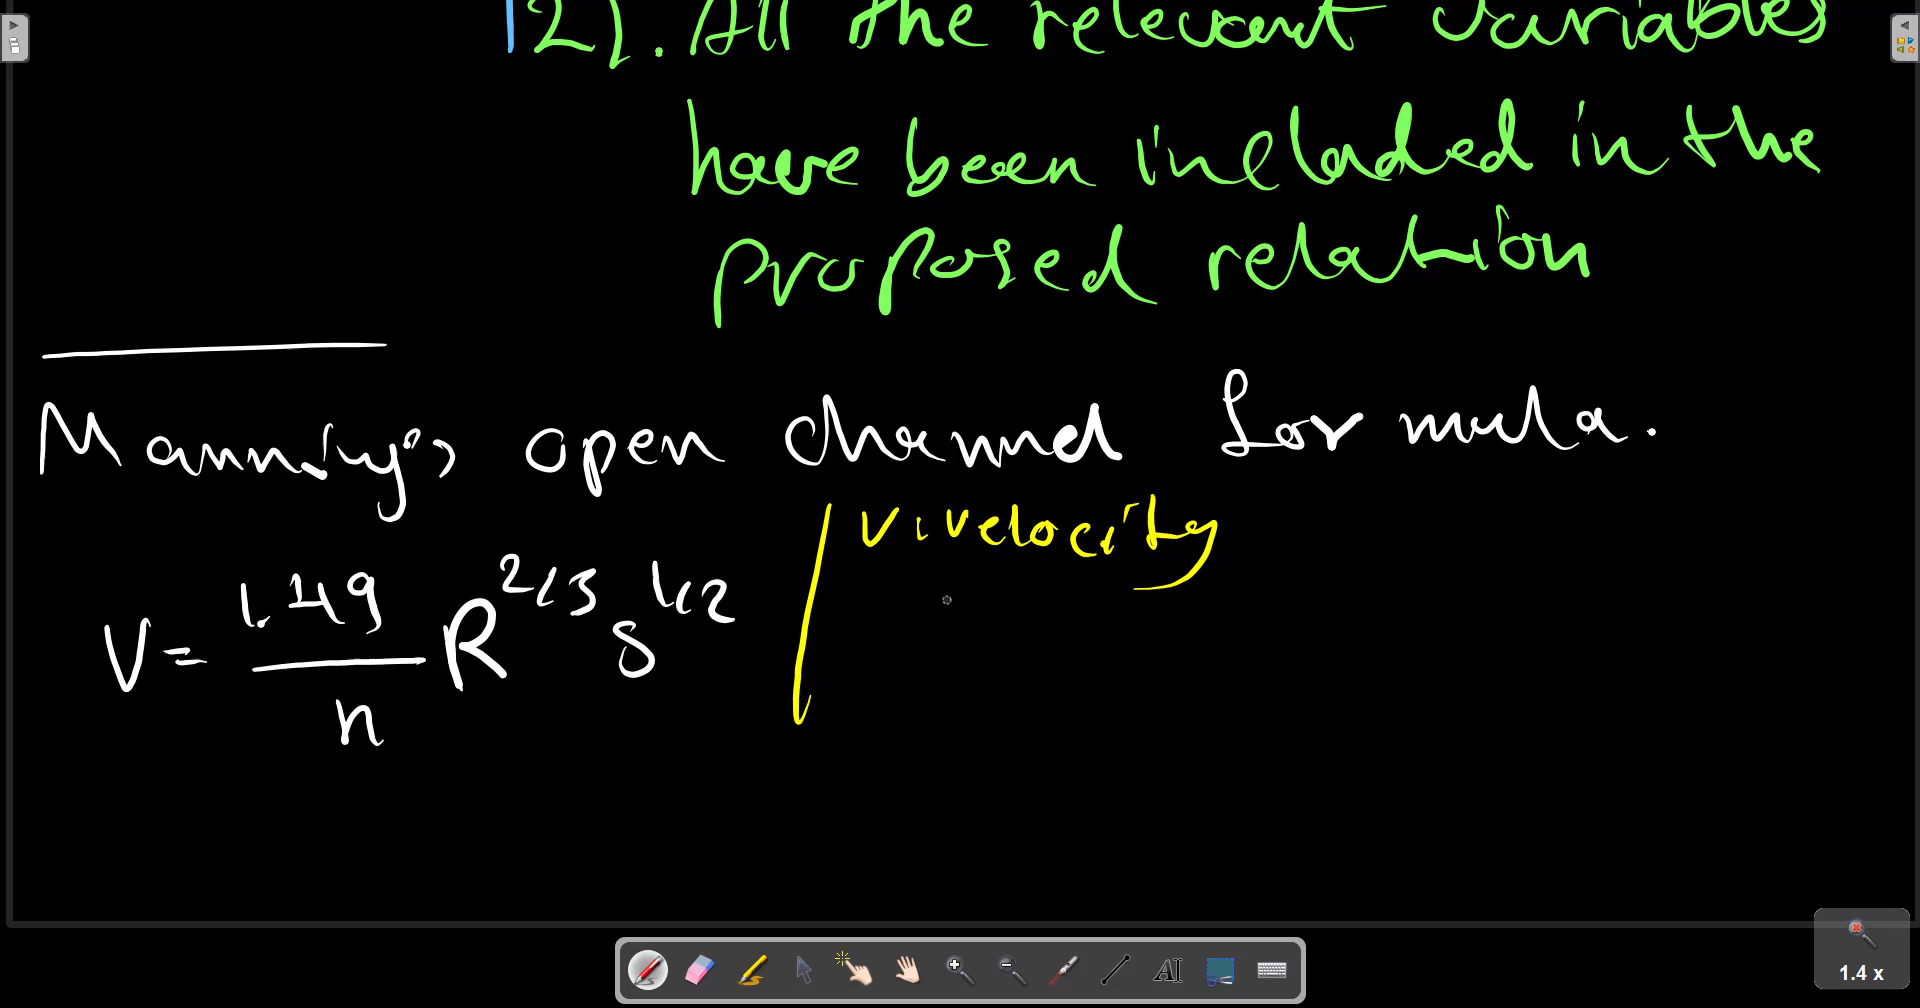 2). All the relevant variables
have been included in the
proposed relation
Manning's open channel formula.
V: velocity
V = 1.49/n R^2/3 S^1/2
AI
1.4 x